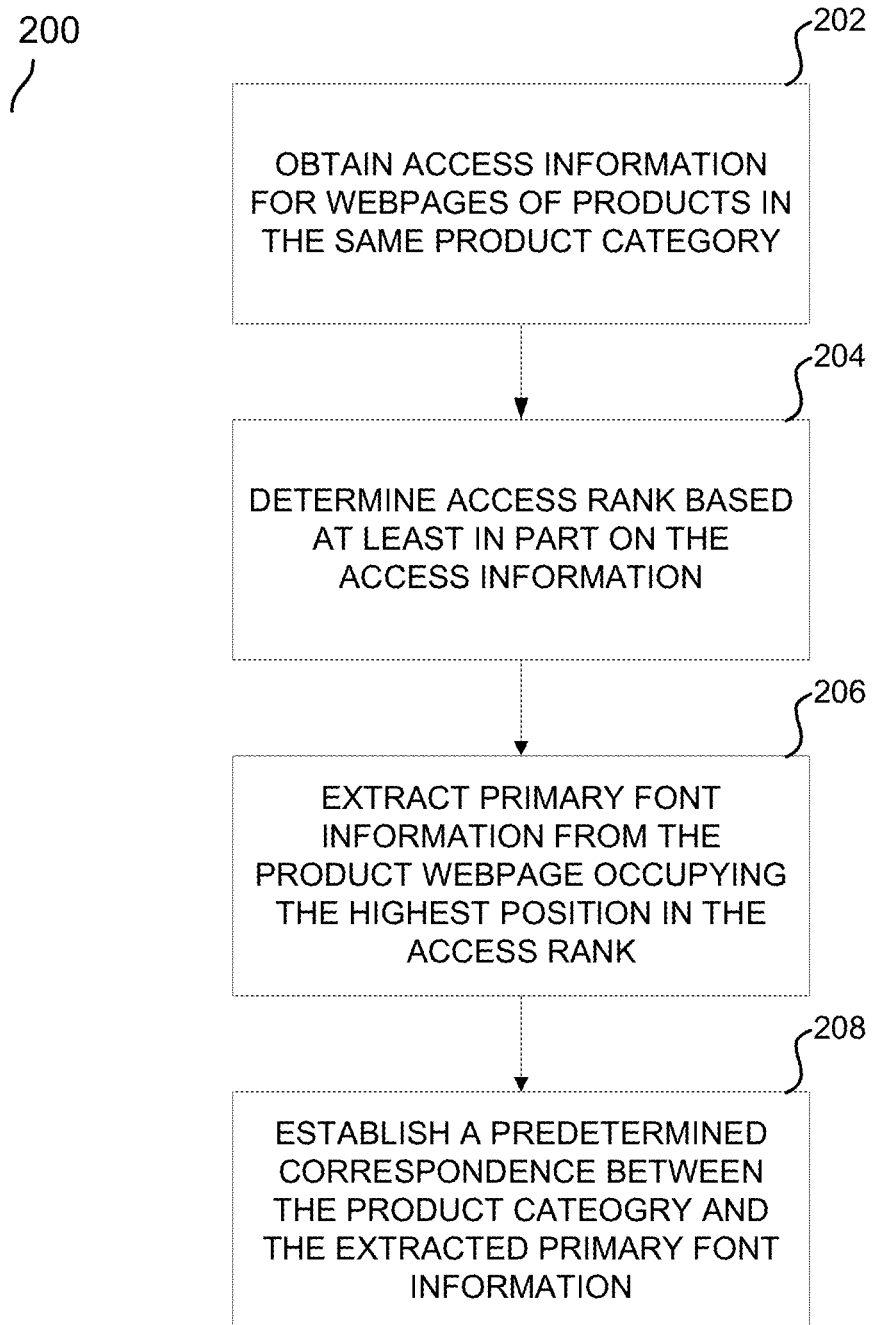 200
202
OBTAIN ACCESS INFORMATION
FOR WEBPAGES OF PRODUCTS IN
THE SAME PRODUCT CATEGORY
204
DETERMINE ACCESS RANK BASED
AT LEAST IN PART ON THE
ACCESS INFORMATION
206
EXTRACT PRIMARY FONT
INFORMATION FROM THE
PRODUCT WEBPAGE OCCUPYING
THE HIGHEST POSITION IN THE
ACCESS RANK
208
ESTABLISH A PREDETERMINED
CORRESPONDENCE BETWEEN
THE PRODUCT CATEOGRY AND
THE EXTRACTED PRIMARY FONT
INFORMATION